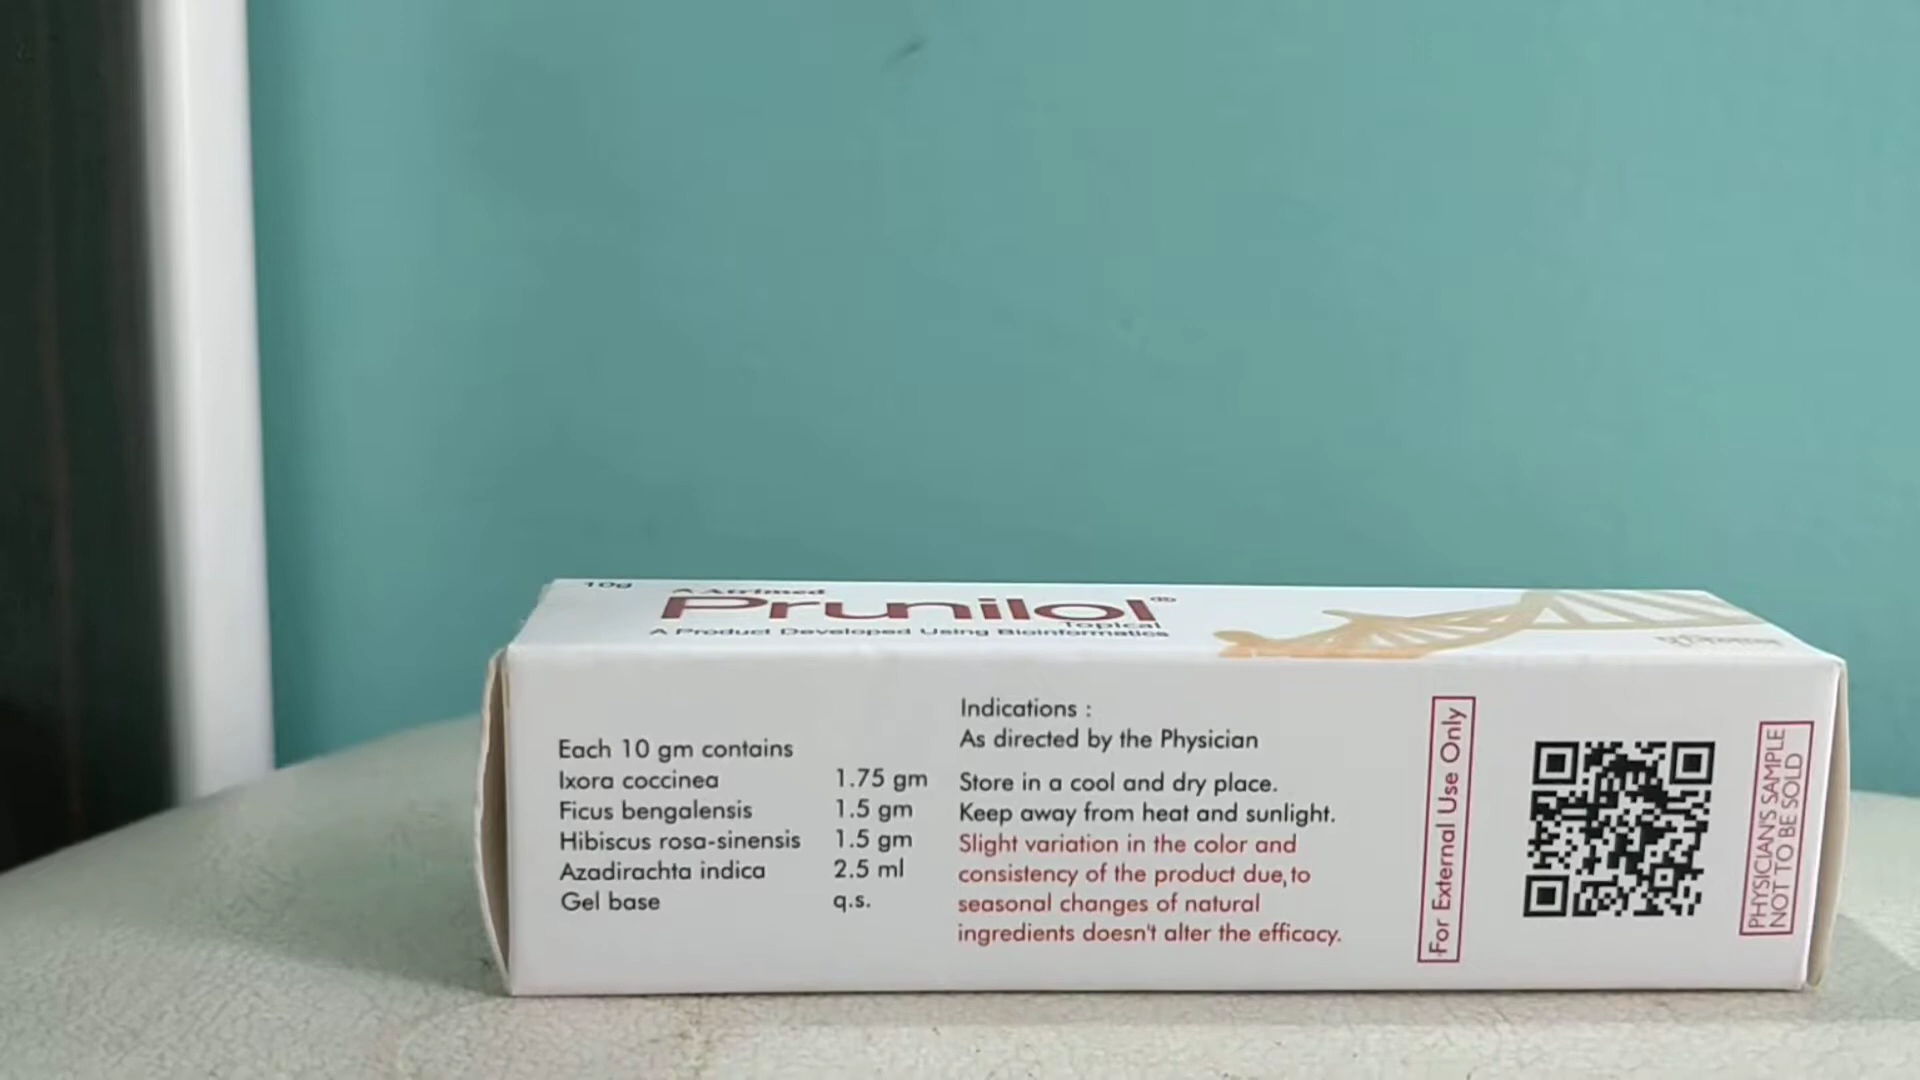 10g
A Atrimed
Prunilol®
Topical
A Product Developed Using Bioinformatics
Each 10 gm contains
Ixora coccinea 1.75 gm
Ficus bengalensis 1.5 gm
Hibiscus rosa-sinensis 1.5 gm
Azadirachta indica 2.5 ml
Gel base q.s.
Indications :
As directed by the Physician
Store in a cool and dry place.
Keep away from heat and sunlight.
Slight variation in the color and
consistency of the product due,to
seasonal changes of natural
ingredients doesn't alter the efficacy.
For External Use Only
PHYSICIAN'S SAMPLE
NOT TO BE SOLD